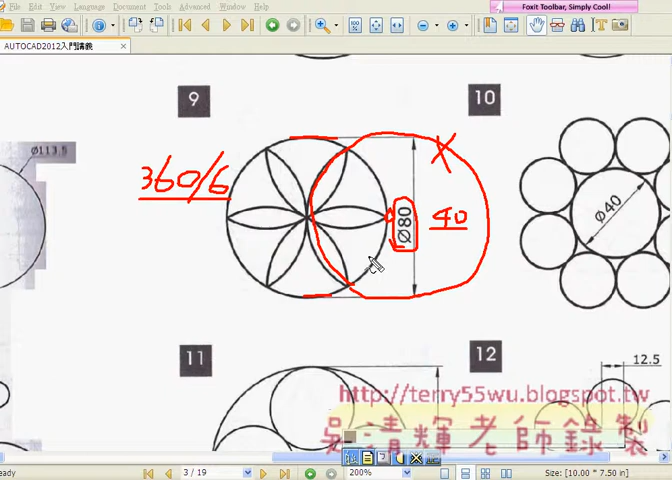 View Language Document Tools Advanced Window Help
Foxit Toolbar, Simply Cool!
AUTOCAD2012入門講義
9
10
Ø113.5
360/6
Ø80
40
X
Ø40
11
12
12.5
http://terry55wu.blogspot.tw
吳清輝老師錄製
eady
3 / 19
200%
Size: [10.00 * 7.50 in]